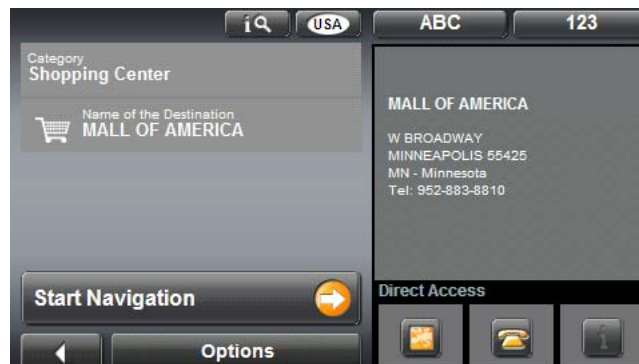 i
USA
ABC
123
Category
Shopping Center
Name of the Destination
MALL OF AMERICA
MALL OF AMERICA
W BROADWAY
MINNEAPOLIS 55425
MN - Minnesota
Tel: 952-883-8810
Start Navigation
Direct Access
Options
i